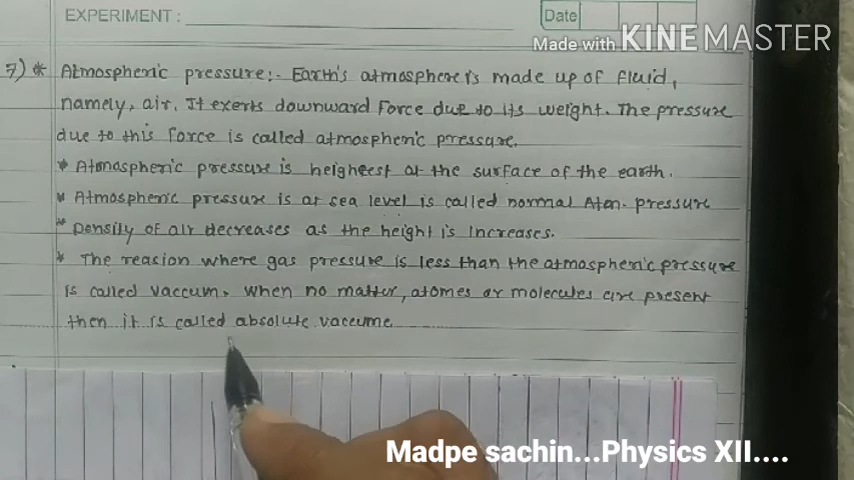 EXPERIMENT :
Date
Made with KINEMASTER
7) * Atmospheric pressure:- Earth's atmosphere is made up of fluid,
namely, air. It exerts downward Force due to its weight. The pressure
due to this force is called atmospheric pressure.
* Atmospheric pressure is heigheest at the surface of the earth.
* Atmospheric pressure is at sea level is called normal Atm. pressure
* Density of air decreases as the height is increases.
* The reasion where gas pressure is less than the atmospheric pressure
is called vaccum. When no matter, atomes or molecules are present
then it is called absolute vaccume
Madpe sachin...Physics XII....